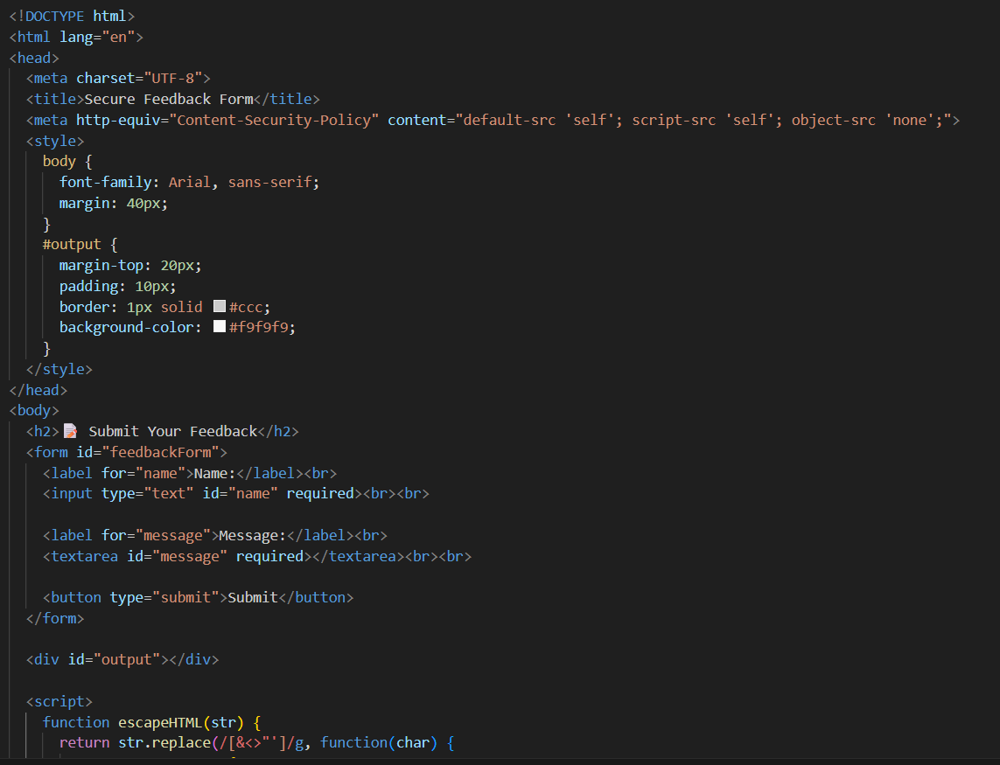 <!DOCTYPE html>
<html lang="en">
<head>
  <meta charset="UTF-8">
  <title>Secure Feedback Form</title>
  <meta http-equiv="Content-Security-Policy" content="default-src 'self'; script-src 'self'; object-src 'none';">
  <style>
    body {
      font-family: Arial, sans-serif;
      margin: 40px;
    }
    #output {
      margin-top: 20px;
      padding: 10px;
      border: 1px solid #ccc;
      background-color: #f9f9f9;
    }
  </style>
</head>
<body>
  <h2>📝 Submit Your Feedback</h2>
  <form id="feedbackForm">
    <label for="name">Name:</label><br>
    <input type="text" id="name" required><br><br>

    <label for="message">Message:</label><br>
    <textarea id="message" required></textarea><br><br>

    <button type="submit">Submit</button>
  </form>

  <div id="output"></div>

  <script>
    function escapeHTML(str) {
      return str.replace(/[&<>"']/g, function(char) {